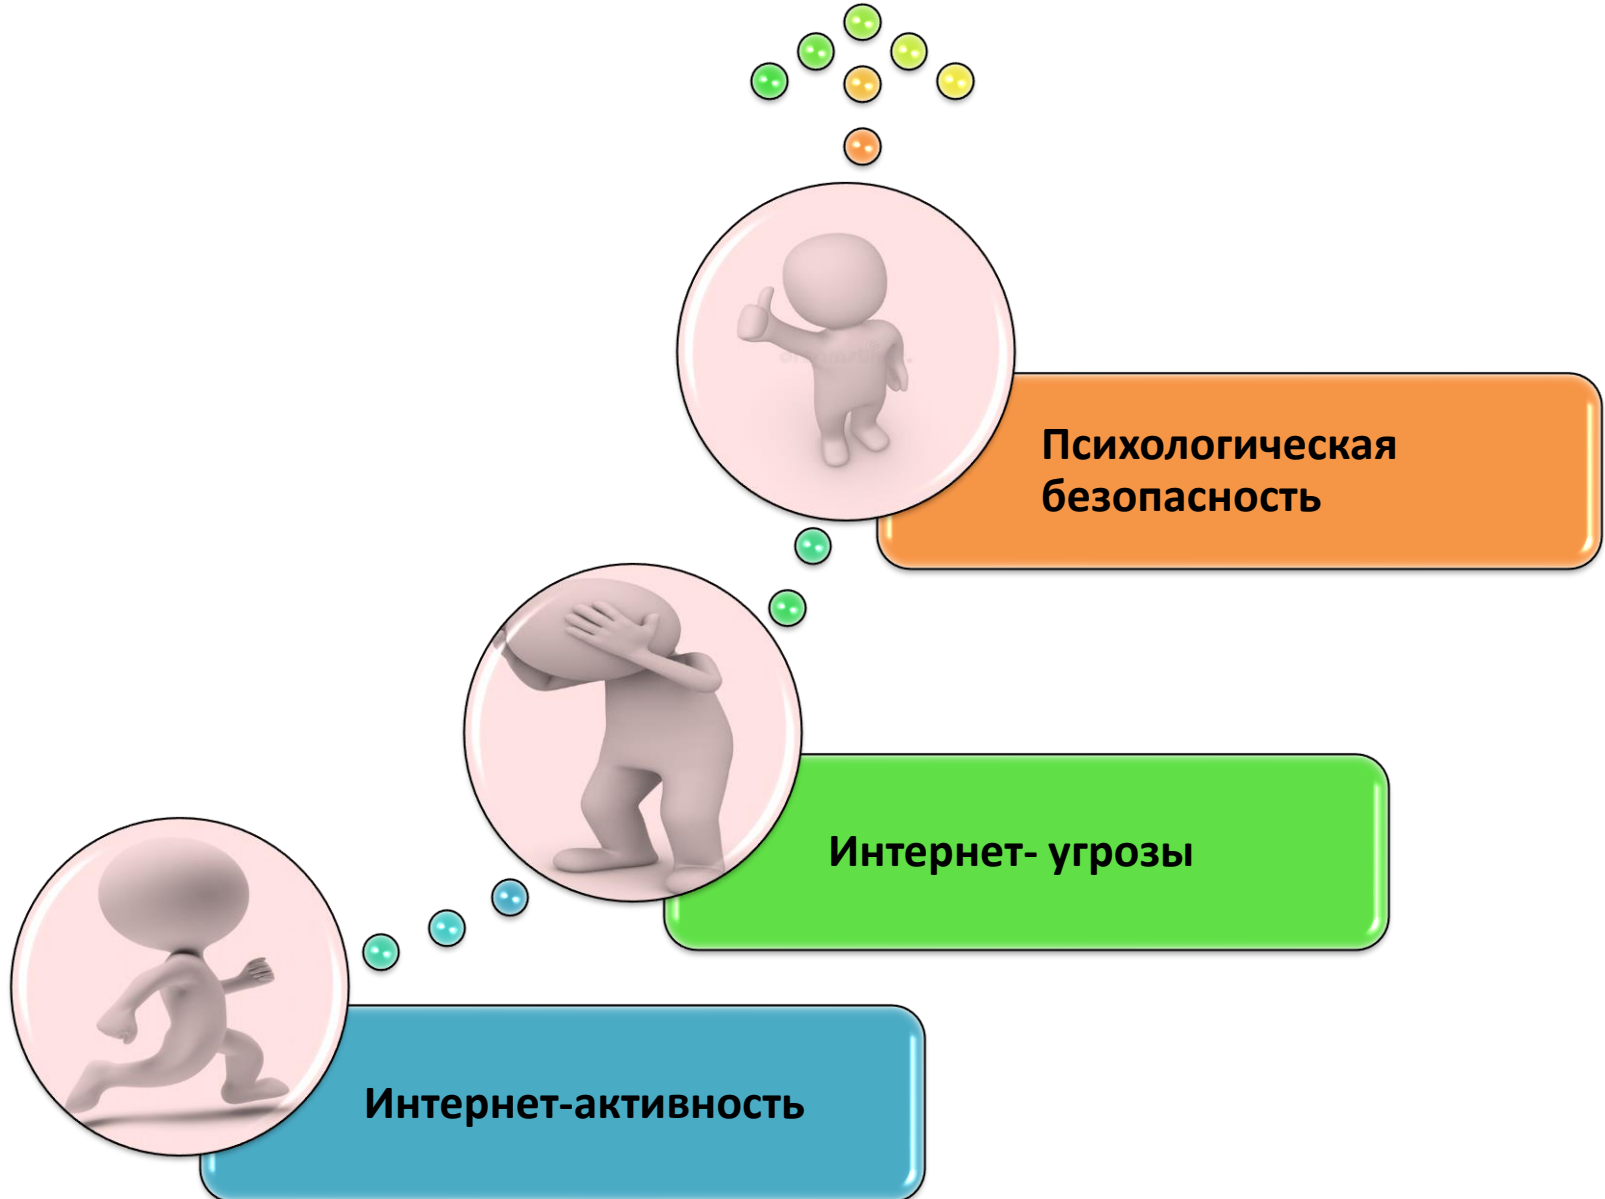 Психологическая
безопасность
Интернет- угрозы
Интернет-активность